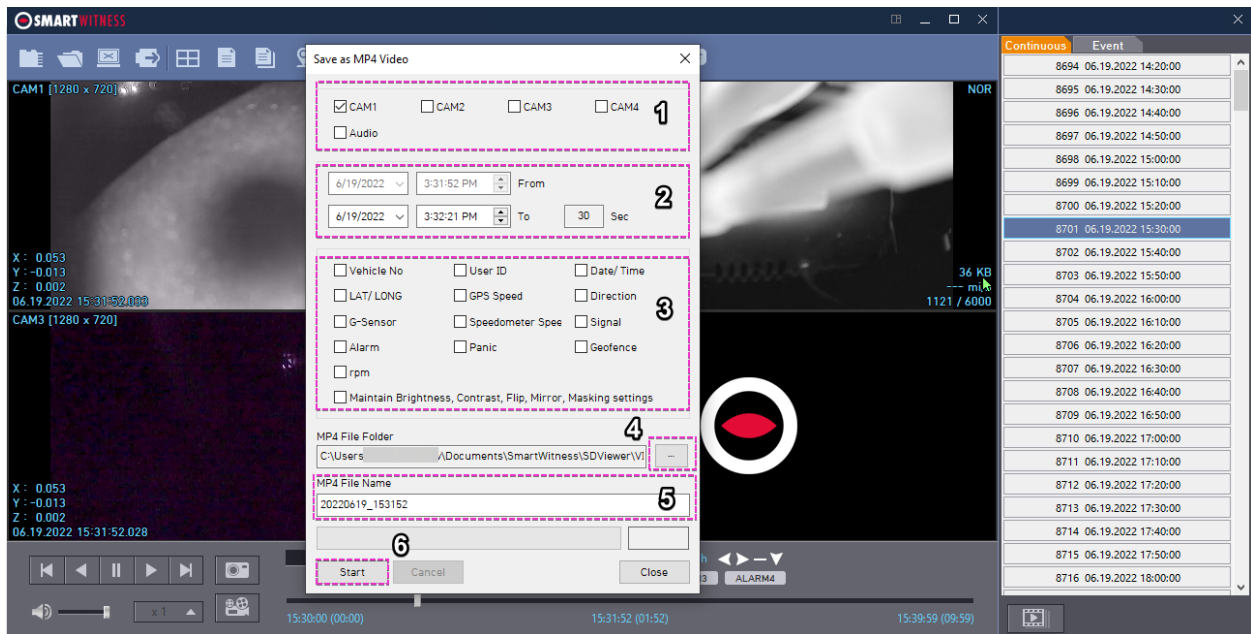 SMARTWITNESS
Continuous Event
CAM1 [1280 x 720]
NOR
X : 0.053
Y : -0.013
Z : 0.002
06.19.2022 15:31:52.003
36 KB
1121 / 6000
CAM3 [1280 x 720]
X : 0.053
Y : -0.013
Z : 0.002
06.19.2022 15:31:52.028
Save as MP4 Video
CAM1 CAM2 CAM3 CAM4 1
Audio
6/19/2022 3:31:52 PM From
2
6/19/2022 3:32:21 PM To 30 Sec
Vehicle No User ID Date/ Time
LAT/ LONG GPS Speed Direction
3
G-Sensor Speedometer Spee Signal
Alarm Panic Geofence
rpm
Maintain Brightness, Contrast, Flip, Mirror, Masking settings
MP4 File Folder 4
C:\Users /\Documents\SmartWitness\SDViewer\VI ...
MP4 File Name
20220619_153152 5
6
Start Cancel Close
ALARM4
x 1
15:30:00 (00:00) 15:31:52 (01:52) 15:39:59 (09:59)
8694 06.19.2022 14:20:00
8695 06.19.2022 14:30:00
8696 06.19.2022 14:40:00
8697 06.19.2022 14:50:00
8698 06.19.2022 15:00:00
8699 06.19.2022 15:10:00
8700 06.19.2022 15:20:00
8701 06.19.2022 15:30:00
8702 06.19.2022 15:40:00
8703 06.19.2022 15:50:00
8704 06.19.2022 16:00:00
8705 06.19.2022 16:10:00
8706 06.19.2022 16:20:00
8707 06.19.2022 16:30:00
8708 06.19.2022 16:40:00
8709 06.19.2022 16:50:00
8710 06.19.2022 17:00:00
8711 06.19.2022 17:10:00
8712 06.19.2022 17:20:00
8713 06.19.2022 17:30:00
8714 06.19.2022 17:40:00
8715 06.19.2022 17:50:00
8716 06.19.2022 18:00:00